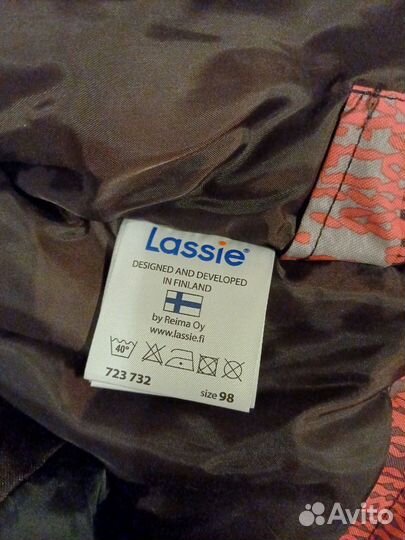 Lassie®
DESIGNED AND DEVELOPED
IN FINLAND
by Reima Oy
www.lassie.fi
40°
723 732 size 98
Avito